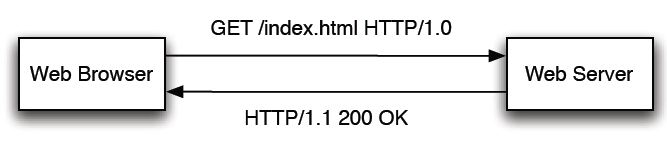 GET /index.html HTTP/1.0
Web Browser
Web Server
HTTP/1.1 200 OK